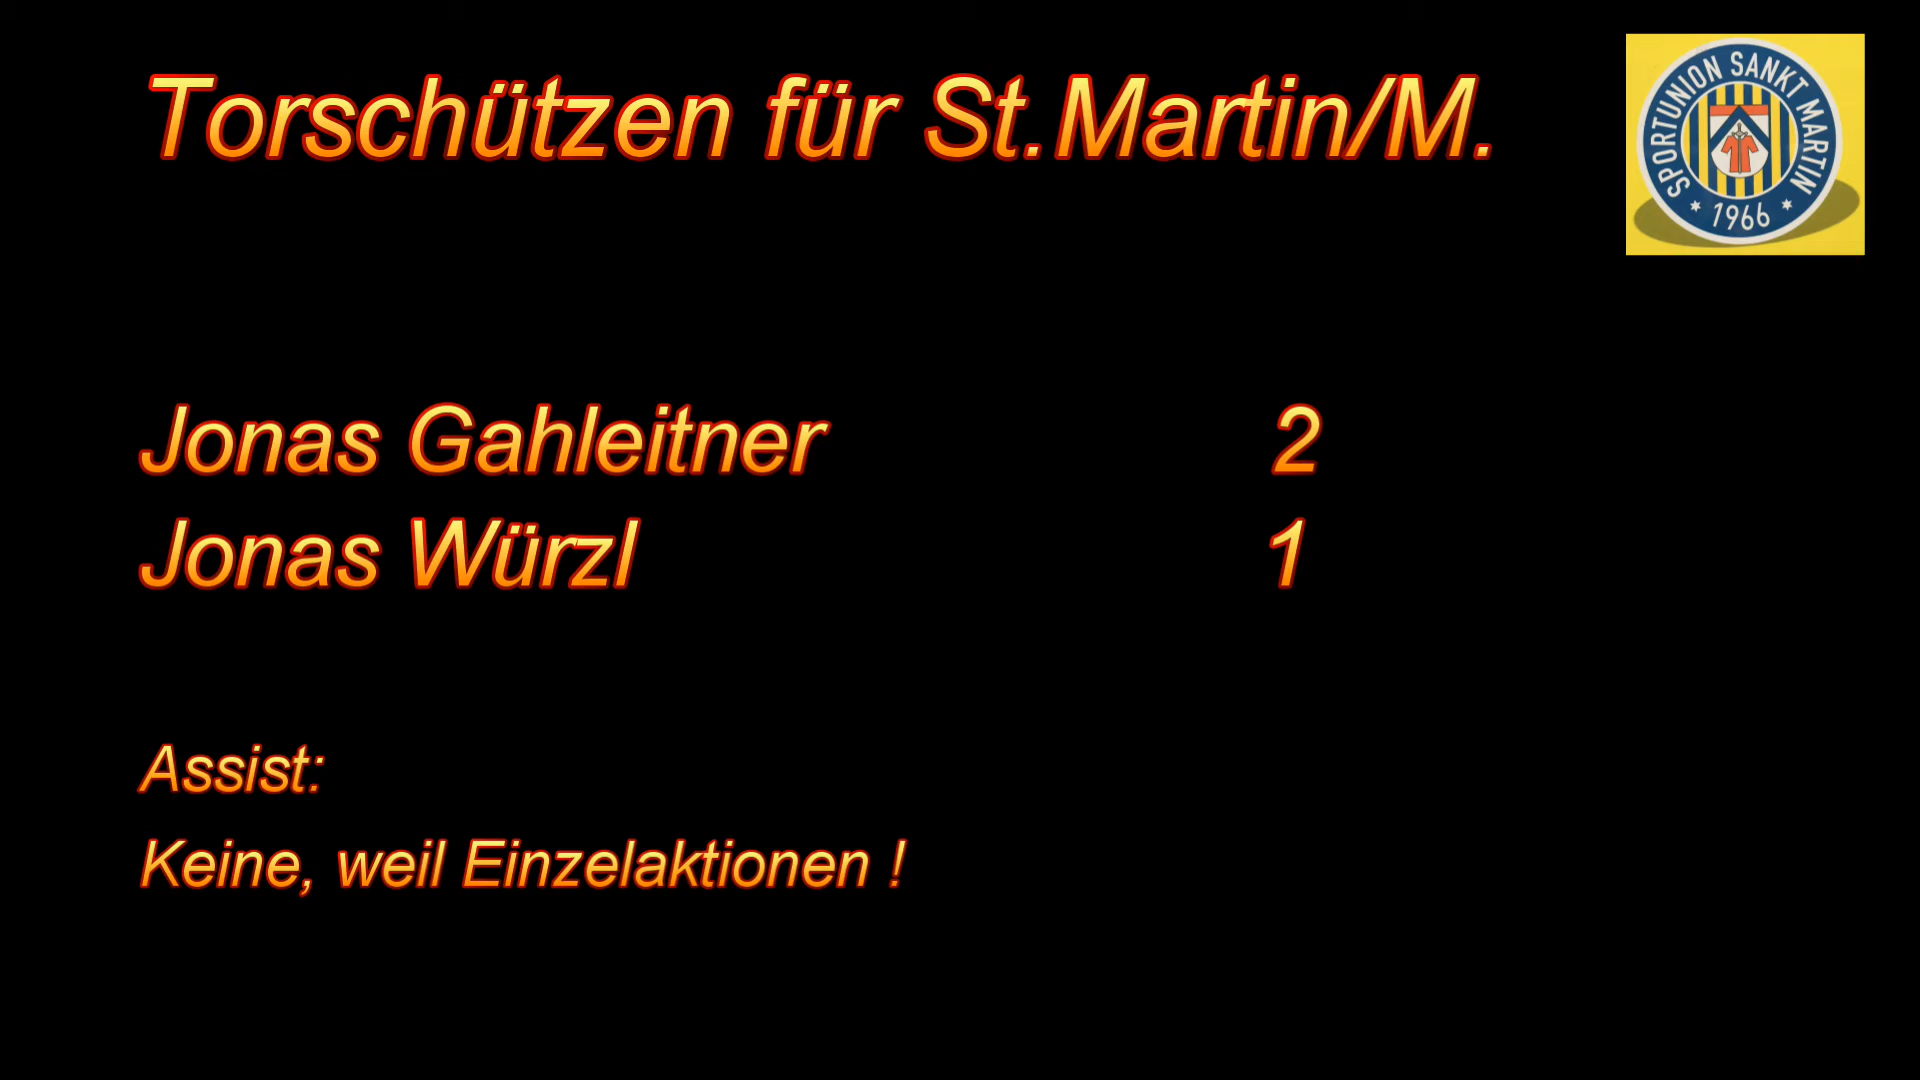 Torschützen für St.Martin/M.
SPORTUNION SANKT MARTIN
1966
Jonas Gahleitner 2
Jonas Würzl 1
Assist:
Keine, weil Einzelaktionen !